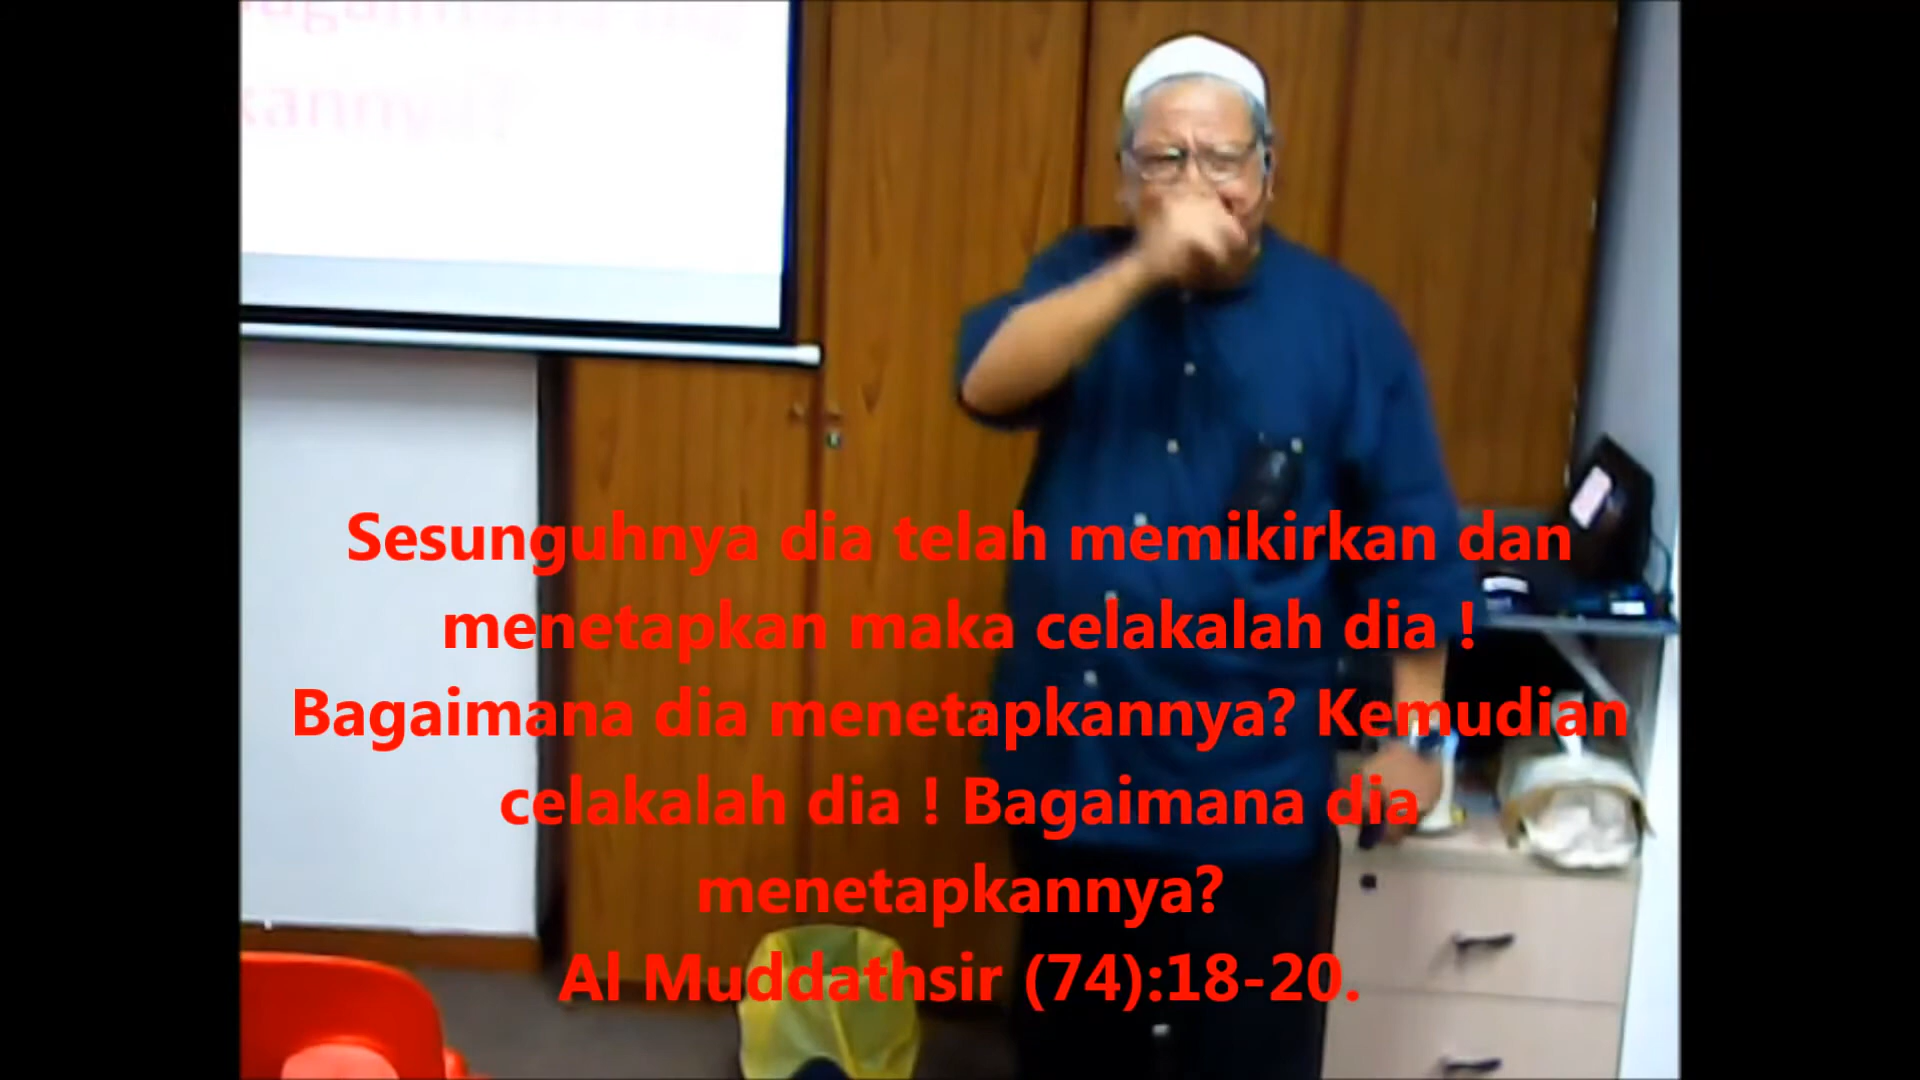 kannya?
Sesunguhnya dia telah memikirkan dan
menetapkan maka celakalah dia !
Bagaimana dia menetapkannya? Kemudian
celakalah dia ! Bagaimana dia
menetapkannya?
Al Muddathsir (74):18-20.